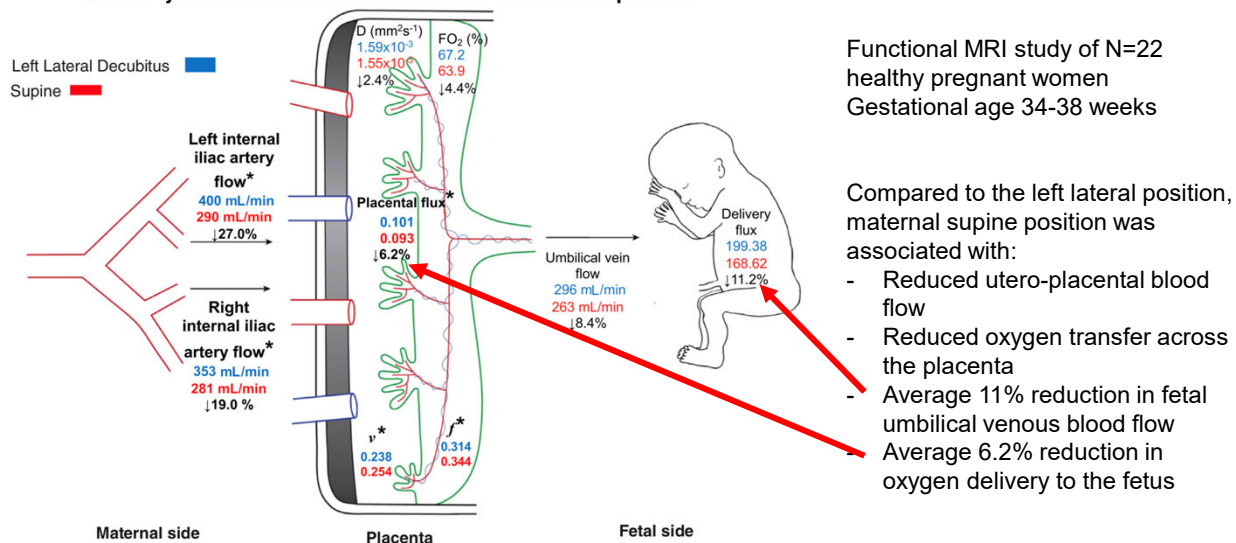 D (mm²s⁻¹)
1.59x10⁻³
1.55x10⁻³
↓2.4%
FO₂ (%)
67.2
63.9
↓4.4%
Left Lateral Decubitus
Supine
Left internal
iliac artery
flow*
400 mL/min
290 mL/min
↓27.0%
Right
internal iliac
artery flow*
353 mL/min
281 mL/min
↓19.0 %
Placental flux*
0.101
0.093
↓6.2%
v*
0.238
0.254
f*
0.314
0.344
Umbilical vein
flow
296 mL/min
263 mL/min
↓8.4%
Delivery
flux
199.38
168.62
↓11.2%
Maternal side
Placenta
Fetal side
Functional MRI study of N=22
healthy pregnant women
Gestational age 34-38 weeks
Compared to the left lateral position,
maternal supine position was
associated with:
- Reduced utero-placental blood
flow
- Reduced oxygen transfer across
the placenta
- Average 11% reduction in fetal
umbilical venous blood flow
- Average 6.2% reduction in
oxygen delivery to the fetus